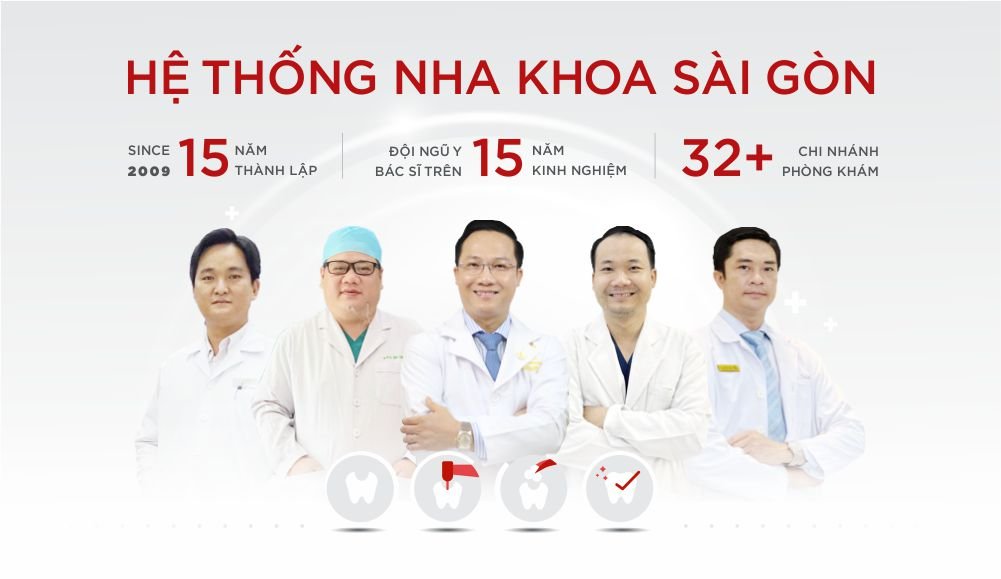 HỆ THỐNG NHA KHOA SÀI GÒN
SINCE
2009
15
NĂM
THÀNH LẬP
ĐỘI NGŨ Y
BÁC SĨ TRÊN
15
NĂM
KINH NGHIỆM
32+
CHI NHÁNH
PHÒNG KHÁM